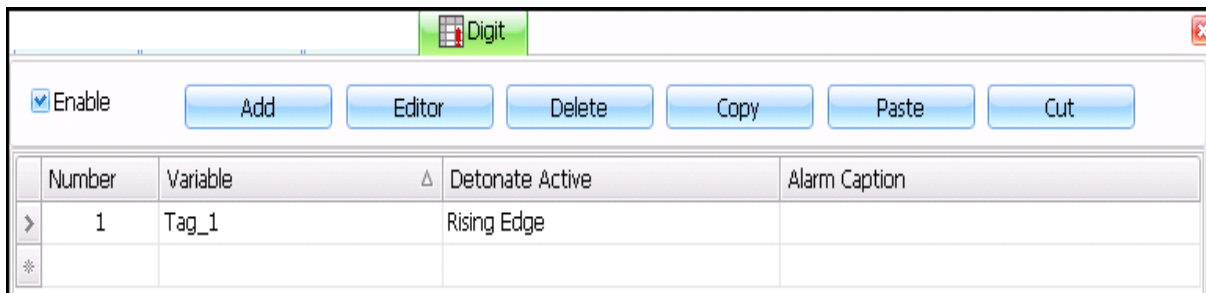 Digit
Enable Add Editor Delete Copy Paste Cut
Number Variable Detonate Active Alarm Caption
1 Tag_1 Rising Edge